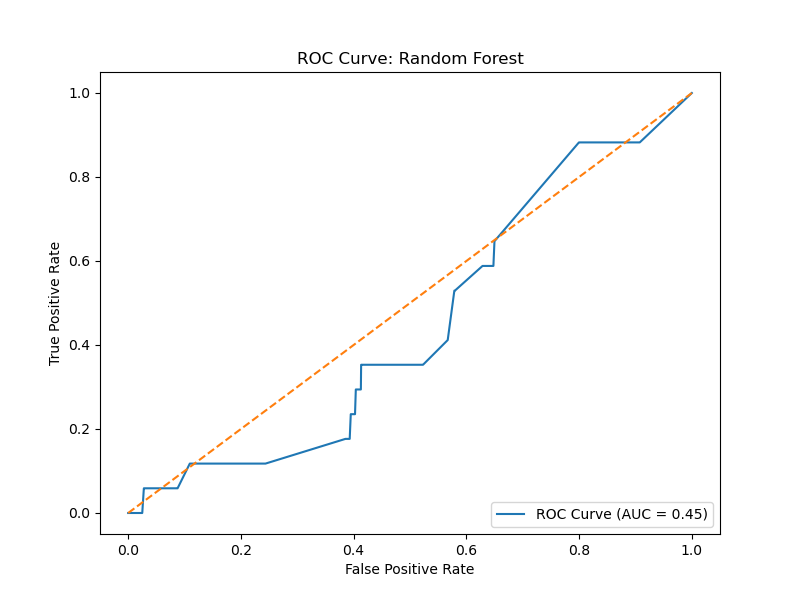 ROC Curve: Random Forest
True Positive Rate
1.0
0.8
0.6
0.4
0.2
0.0
0.0 0.2 0.4 0.6 0.8 1.0
False Positive Rate
ROC Curve (AUC = 0.45)